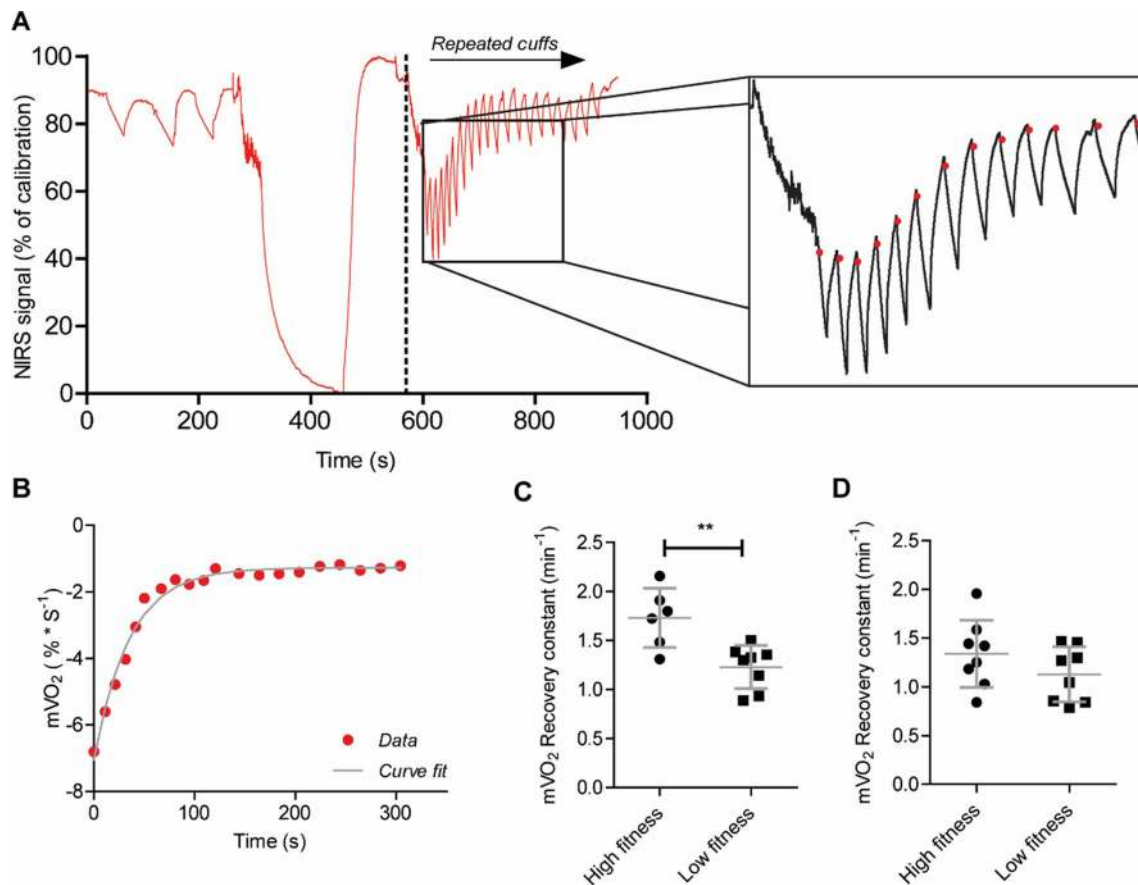 A
Repeated cuffs
NIRS signal (% of calibration)
100
80
60
40
20
0
0 200 400 600 800 1000
Time (s)
B
mVO₂ ( % * S⁻¹)
0
-2
-4
-6
-8
Data
Curve fit
0 100 200 300
Time (s)
C
mVO₂ Recovery constant (min⁻¹)
**
2.5
2.0
1.5
1.0
0.5
0.0
High fitness
Low fitness
D
mVO₂ Recovery constant (min⁻¹)
2.5
2.0
1.5
1.0
0.5
0.0
High fitness
Low fitness